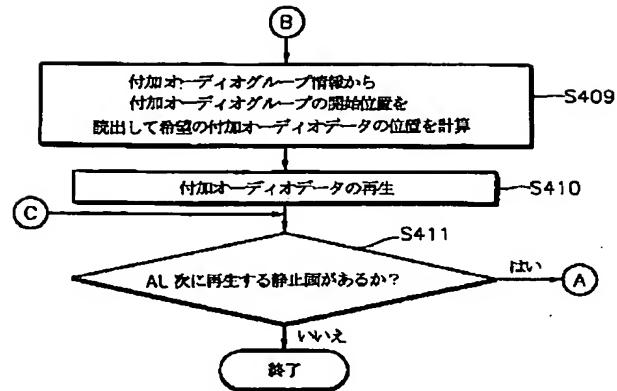 B
付加オーディオグループ情報から
付加オーディオグループの開始位置を
読出して希望の付加オーディオデータの位置を計算
S409
付加オーディオデータの再生
S410
C
S411
AL 次に再生する静止画があるか?
はい
A
いいえ
終了